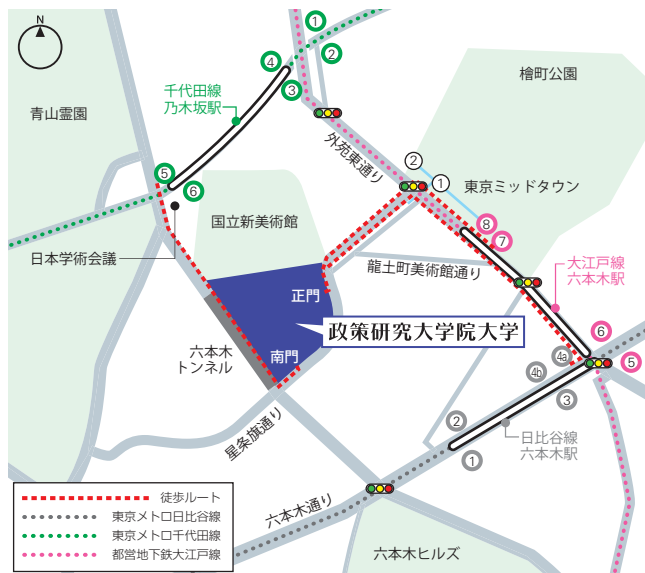 N
①
②
④
③
檜町公園
千代田線
乃木坂駅
青山霊園
外苑東通り
②
①
⑤
⑥
東京ミッドタウン
国立新美術館
⑧
⑦
日本学術会議
龍土町美術館通り
大江戸線
六本木駅
正門
政策研究大学院大学
六本木
トンネル
南門
⑥
⑤
4a
4b
③
星条旗通り
②
①
日比谷線
六本木駅
六本木通り
六本木ヒルズ
徒歩ルート
東京メトロ日比谷線
東京メトロ千代田線
都営地下鉄大江戸線